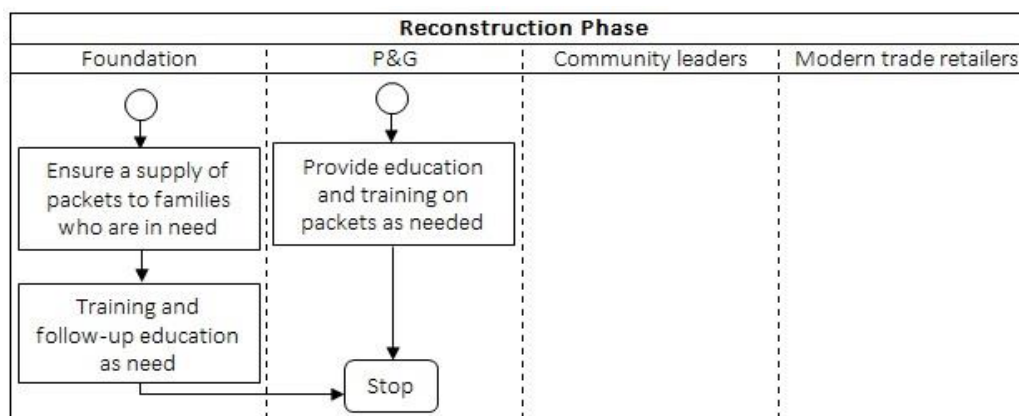 Reconstruction Phase
Foundation
P&G
Community leaders
Modern trade retailers
Ensure a supply of
packets to families
who are in need
Training and
follow-up education
as need
Provide education
and training on
packets as needed
Stop